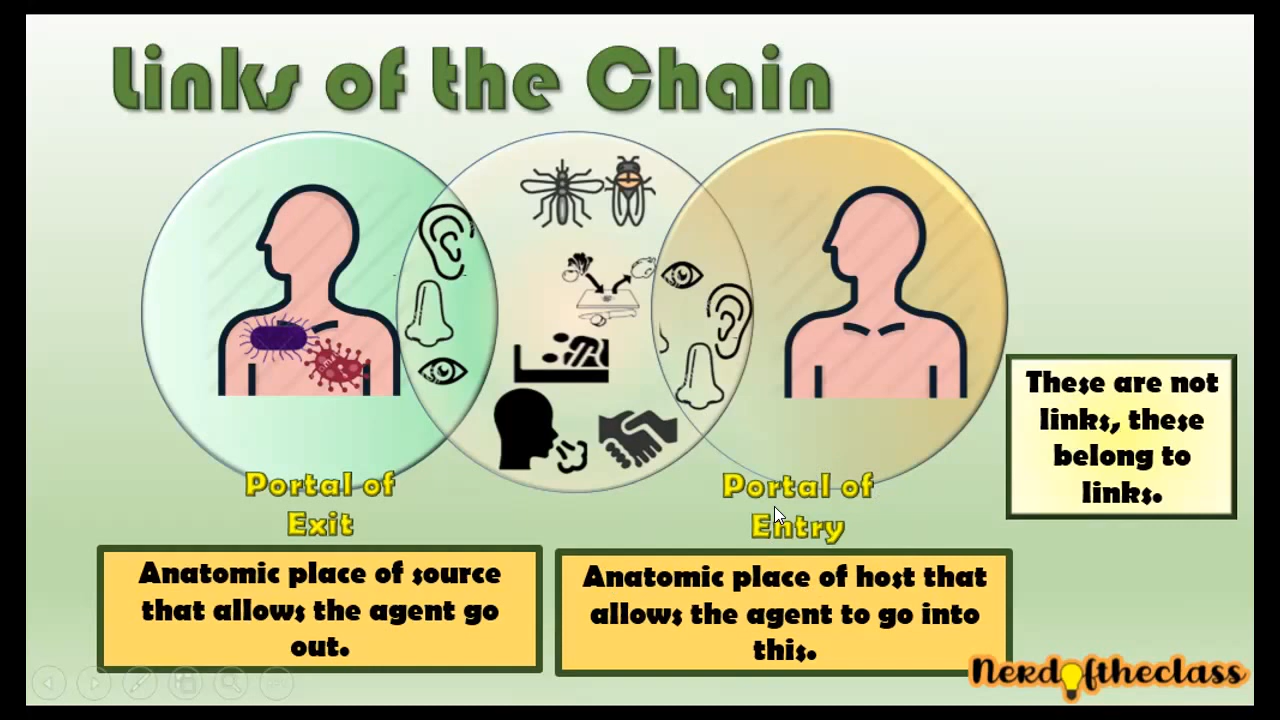 Links of the Chain
Portal of
Exit
Portal of
Entry
These are not
links, these
belong to
links.
Anatomic place of source
that allows the agent go
out.
Anatomic place of host that
allows the agent to go into
this.
Nerdoftheclass